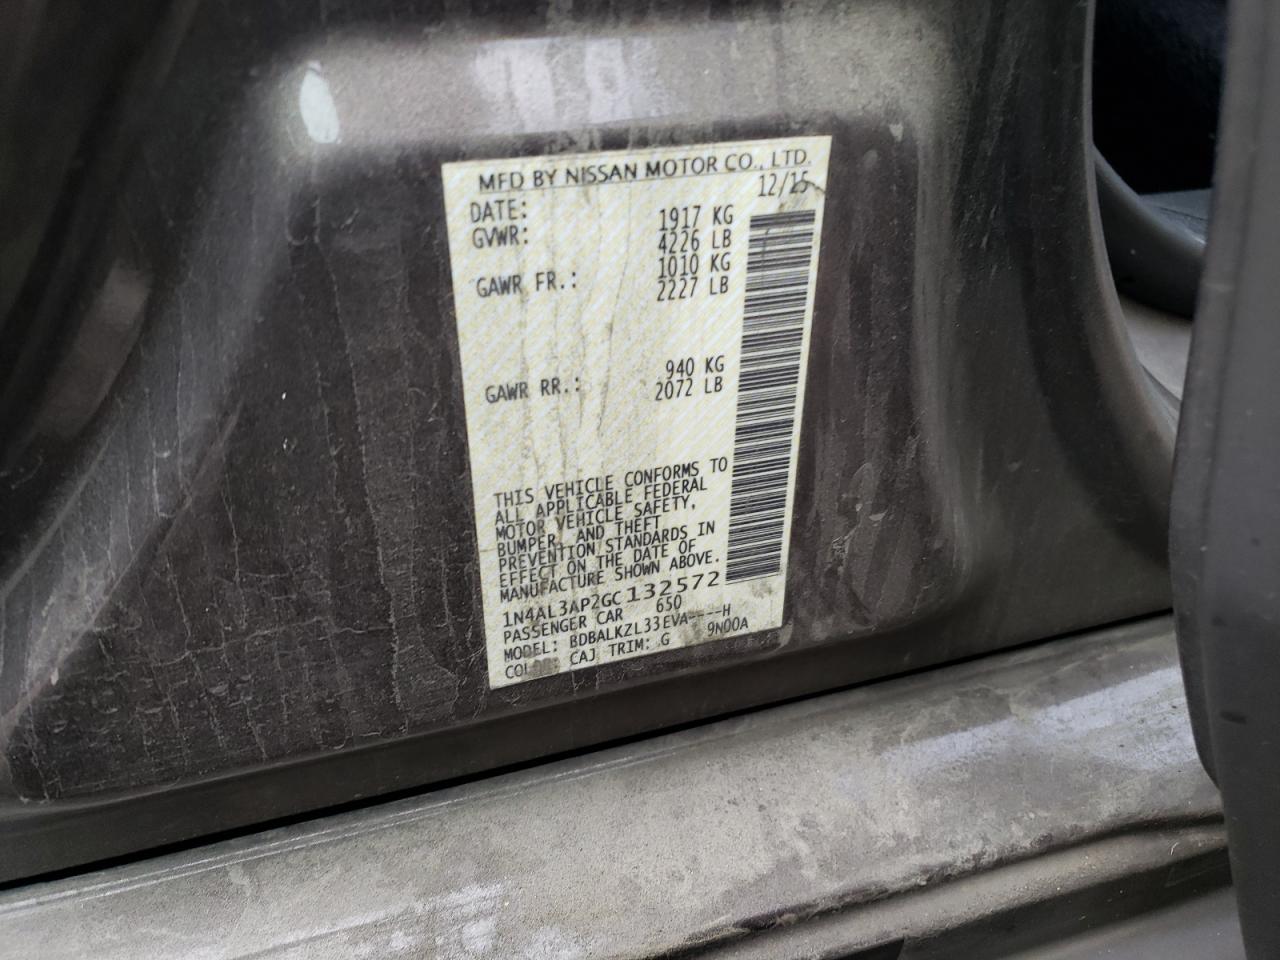 MFD BY NISSAN MOTOR CO., LTD.
DATE: 12/15
GVWR: 1917 KG
4226 LB
GAWR FR.: 1010 KG
2227 LB
GAWR RR.: 940 KG
2072 LB
THIS VEHICLE CONFORMS TO
ALL APPLICABLE FEDERAL
MOTOR VEHICLE SAFETY,
BUMPER, AND THEFT
PREVENTION STANDARDS IN
EFFECT ON THE DATE OF
MANUFACTURE SHOWN ABOVE.
1N4AL3AP2GC132572
PASSENGER CAR 650
MODEL: BDBALKZL33EVA----H
COLOR: CAJ TRIM: G 9N00A